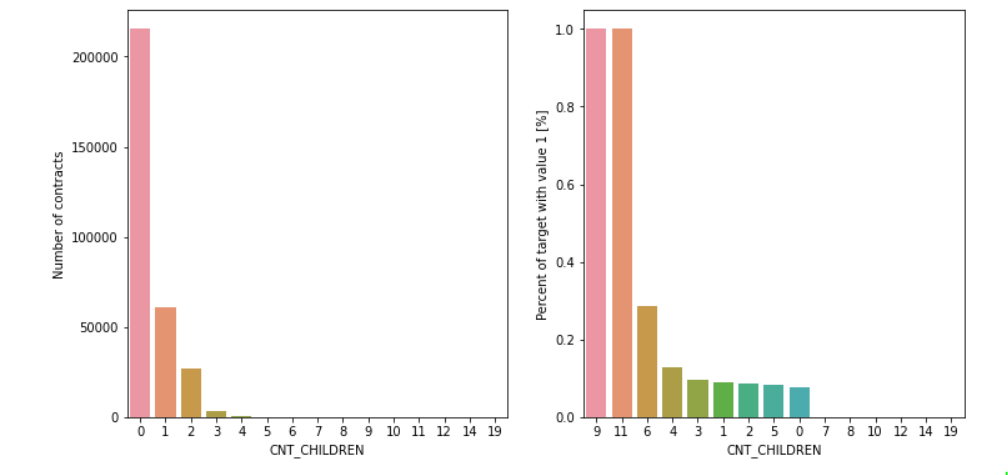 Number of contracts
200000
150000
100000
50000
0
0 1 2 3 4 5 6 7 8 9 10 11 12 14 19
CNT_CHILDREN
Percent of target with value 1 [%]
1.0
0.8
0.6
0.4
0.2
0.0
9 11 6 4 3 1 2 5 0 7 8 10 12 14 19
CNT_CHILDREN